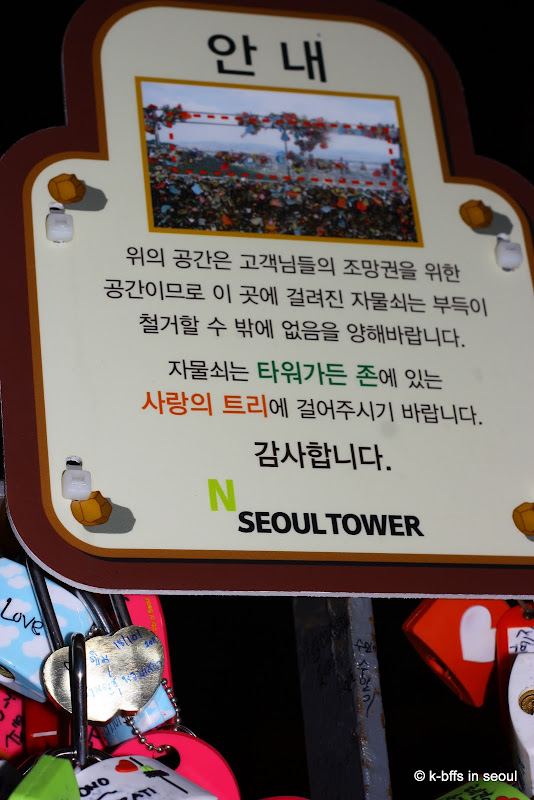 안내
위의 공간은 고객님들의 조망권을 위한
공간이므로 이 곳에 걸려진 자물쇠는 부득이
철거할 수 밖에 없음을 양해바랍니다.
자물쇠는 타워가든 존에 있는
사랑의 트리에 걸어주시기 바랍니다.
감사합니다.
N
SEOUL TOWER
Love
© k-bffs in seoul